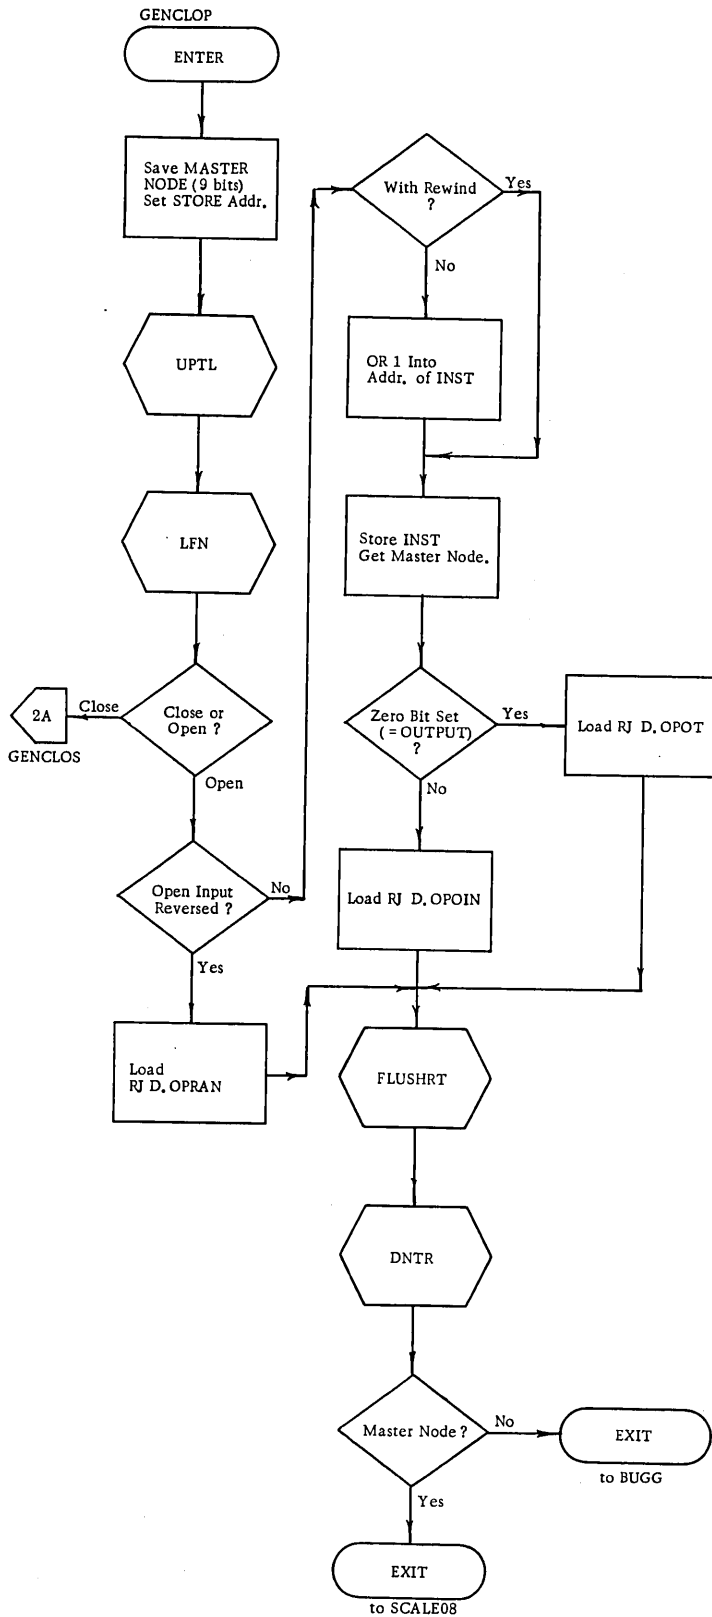 GENCLOP
ENTER
Save MASTER
NODE (9 bits)
Set STORE Addr.
UPTL
LFN
Close or
Open ?
Close
2A
GENCLOS
Open
Open Input
Reversed ?
No
Yes
Load
RJ D. OPRAN
With Rewind
?
Yes
No
OR 1 Into
Addr. of INST
Store INST
Get Master Node.
Zero Bit Set
( = OUTPUT)
?
Yes
Load RJ D. OPOT
No
Load RJ D. OPOIN
FLUSHRT
DNTR
Master Node ?
No
EXIT
to BUGG
Yes
EXIT
to SCALE08